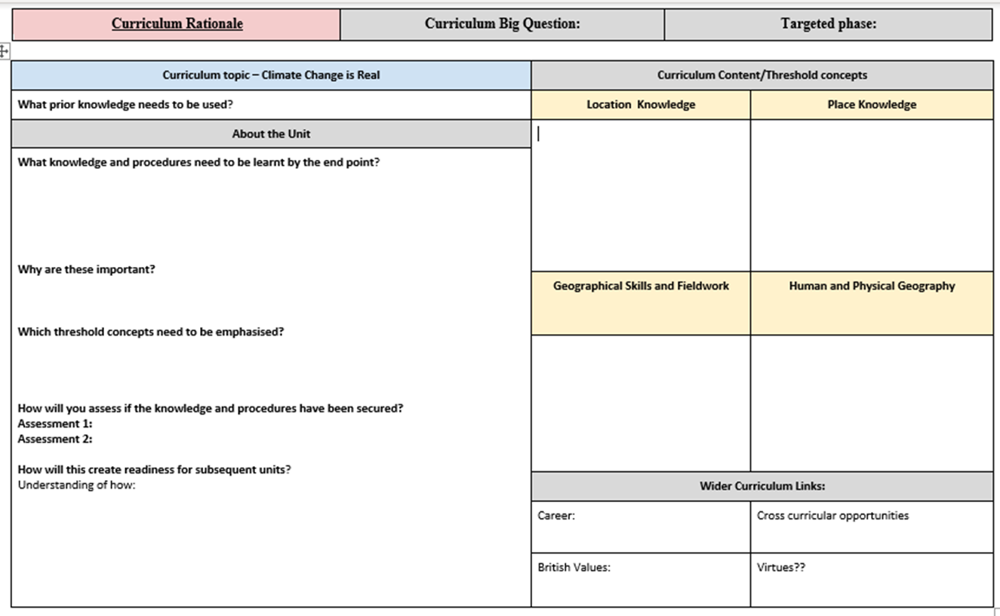 Curriculum Rationale
Curriculum Big Question:
Targeted phase:
Curriculum topic – Climate Change is Real
Curriculum Content/Threshold concepts
What prior knowledge needs to be used?
Location Knowledge
Place Knowledge
About the Unit
What knowledge and procedures need to be learnt by the end point?
Why are these important?
Geographical Skills and Fieldwork
Human and Physical Geography
Which threshold concepts need to be emphasised?
How will you assess if the knowledge and procedures have been secured?
Assessment 1:
Assessment 2:
How will this create readiness for subsequent units?
Understanding of how:
Wider Curriculum Links:
Career:
Cross curricular opportunities
British Values:
Virtues??